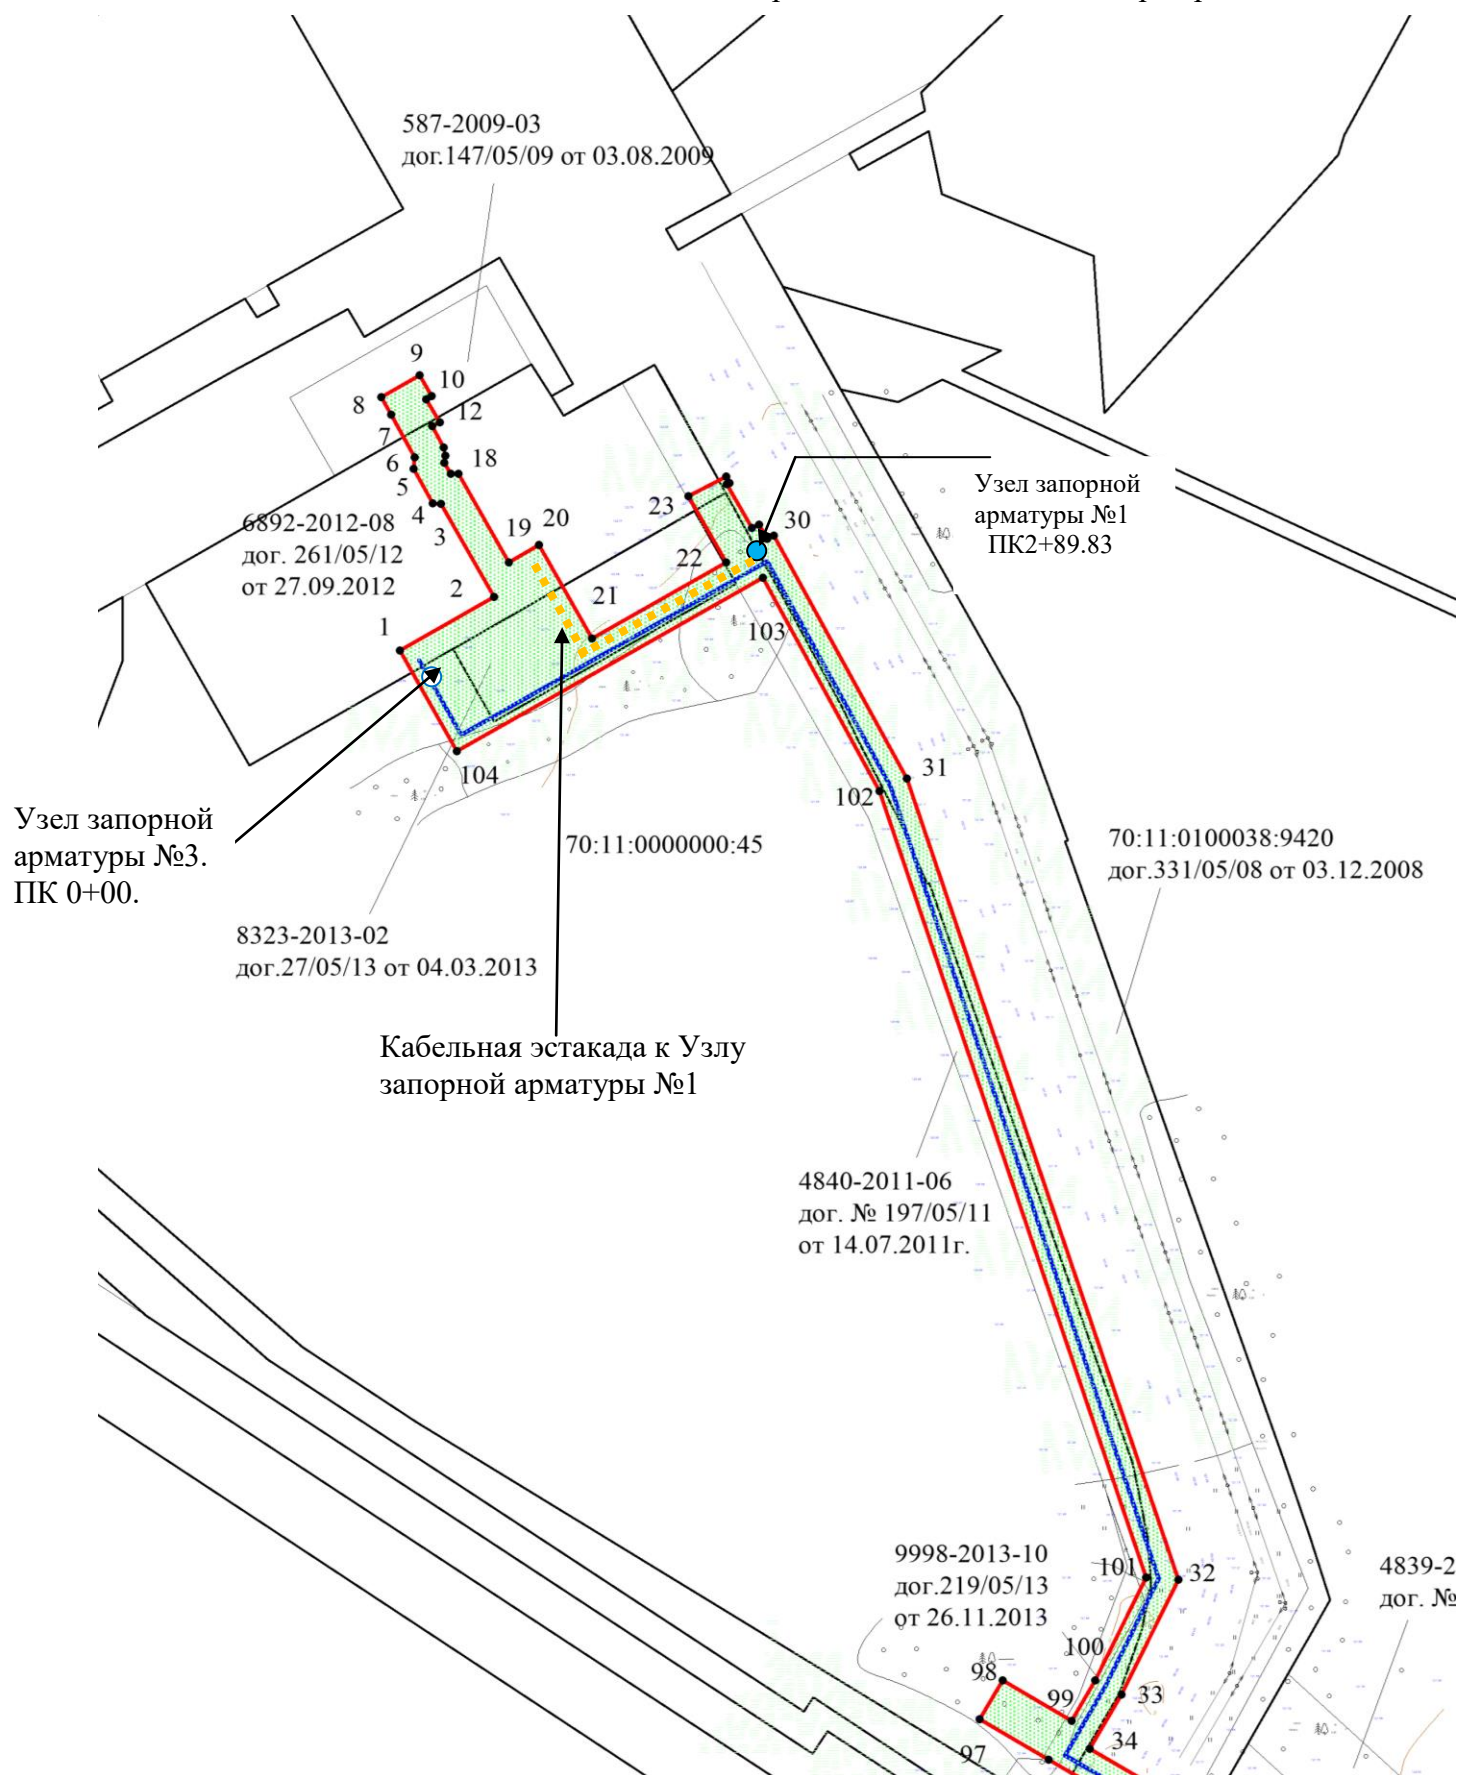 587-2009-03
дог.147/05/09 от 03.08.2009
9
10
8
12
7
6
18
5
4
3
6892-2012-08
дог. 261/05/12
от 27.09.2012
19
20
23
30
22
2
21
1
103
Узел запорной
арматуры №1
ПК2+89.83
31
102
104
Узел запорной
арматуры №3.
ПК 0+00.
70:11:0000000:45
70:11:0100038:9420
дог.331/05/08 от 03.12.2008
8323-2013-02
дог.27/05/13 от 04.03.2013
Кабельная эстакада к Узлу
запорной арматуры №1
4840-2011-06
дог. № 197/05/11
от 14.07.2011г.
9998-2013-10
дог.219/05/13
от 26.11.2013
101
32
4839-2
дог. №
100
98
99
33
34
97